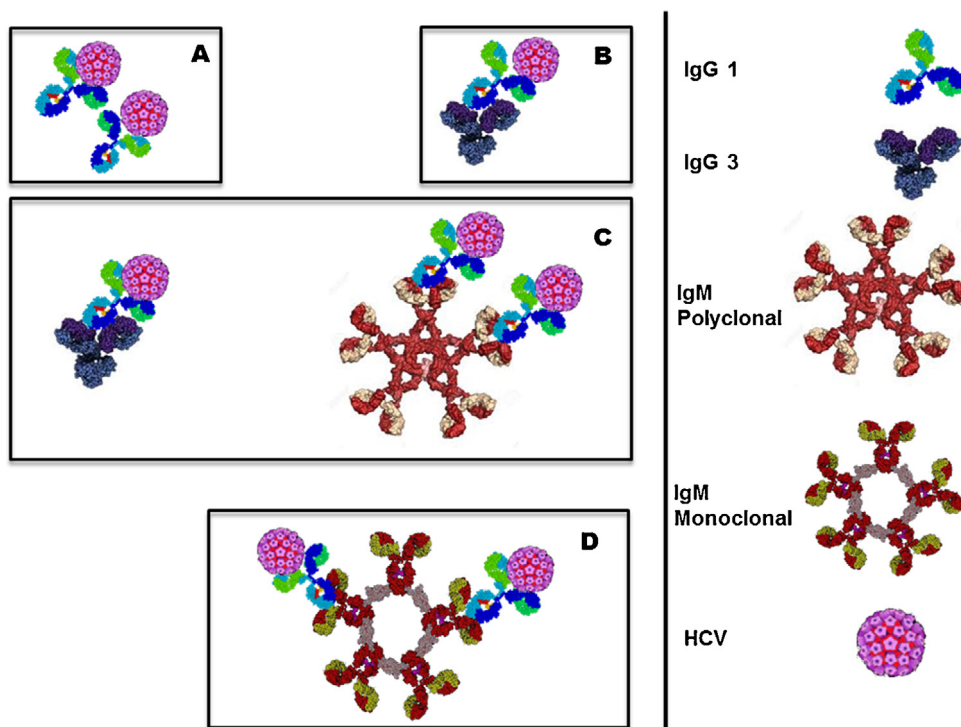 A
B
C
D
IgG 1
IgG 3
IgM
Polyclonal
IgM
Monoclonal
HCV